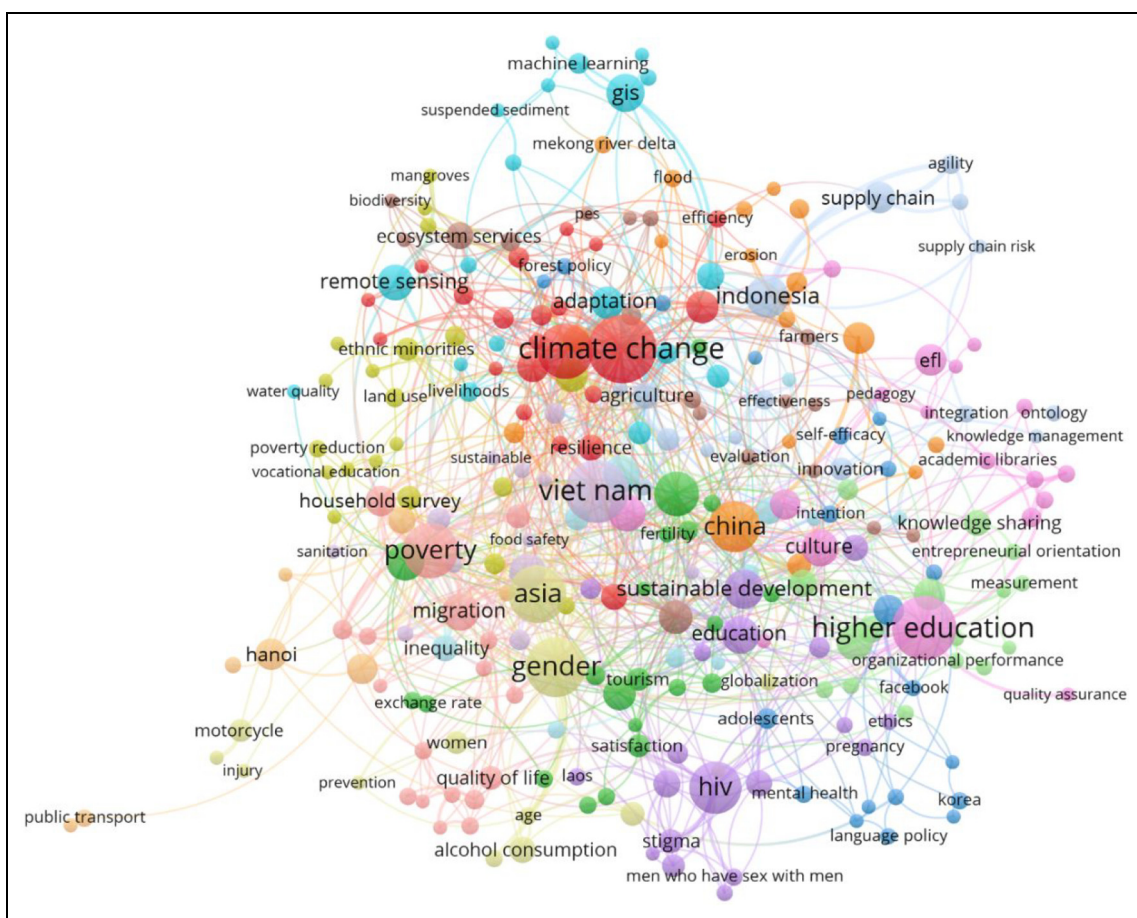 machine learning
gis
suspended sediment
mekong river delta
agility
mangroves
flood
biodiversity
supply chain
pes
efficiency
ecosystem services
supply chain risk
erosion
forest policy
remote sensing
adaptation
indonesia
farmers
climate change
ethnic minorities
efl
water quality
livelihoods
land use
agriculture
effectiveness
pedagogy
integration
ontology
self-efficacy
knowledge management
poverty reduction
resilience
sustainable
evaluation
academic libraries
vocational education
innovation
viet nam
household survey
intention
china
knowledge sharing
fertility
food safety
sanitation
poverty
culture
entrepreneurial orientation
measurement
asia
sustainable development
migration
education
higher education
inequality
hanoi
organizational performance
gender
tourism
globalization
facebook
quality assurance
exchange rate
adolescents
ethics
motorcycle
women
satisfaction
pregnancy
injury
prevention
quality of life
laos
hiv
mental health
korea
public transport
age
language policy
stigma
alcohol consumption
men who have sex with men